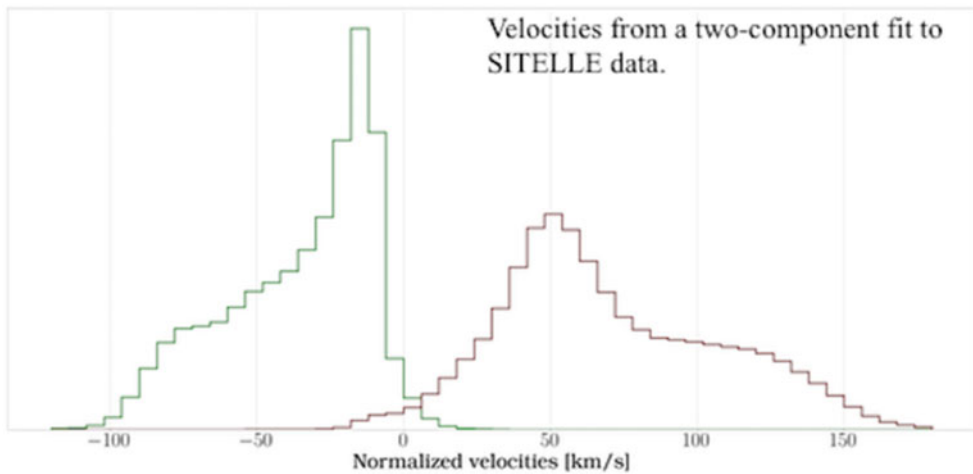 Velocities from a two-component fit to
SITELLE data.
−100 −50 0 50 100 150
Normalized velocities [km/s]